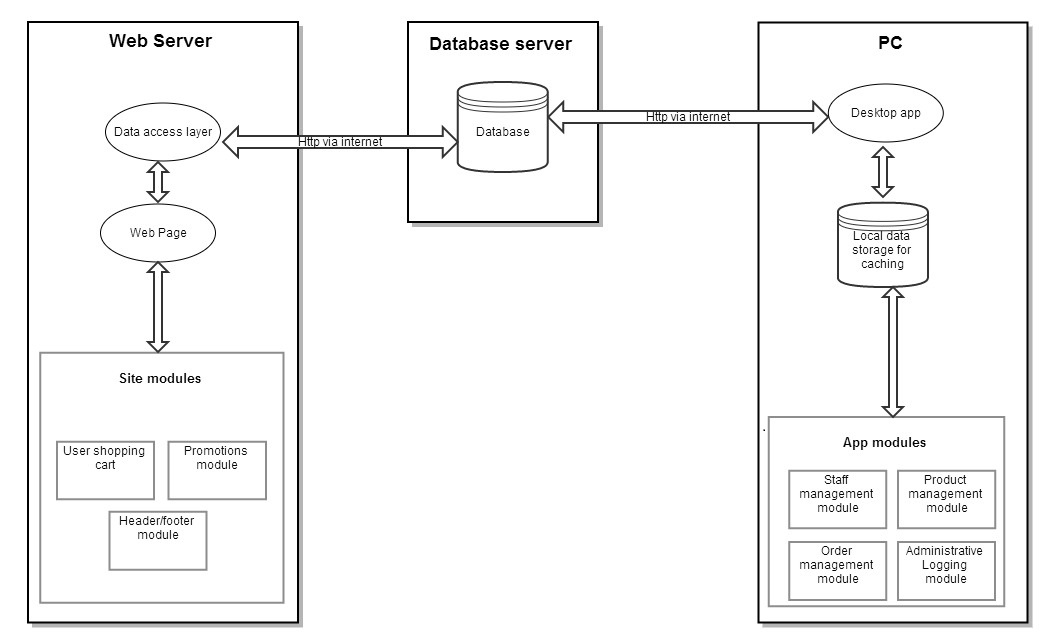 Web Server
Data access layer
Http via internet
Web Page
Site modules
User shopping
cart
Promotions
module
Header/footer
module
Database server
Database
Http via internet
PC
Desktop app
Local data
storage for
caching
.
App modules
Staff
management
module
Product
management
module
Order
management
module
Administrative
Logging
module